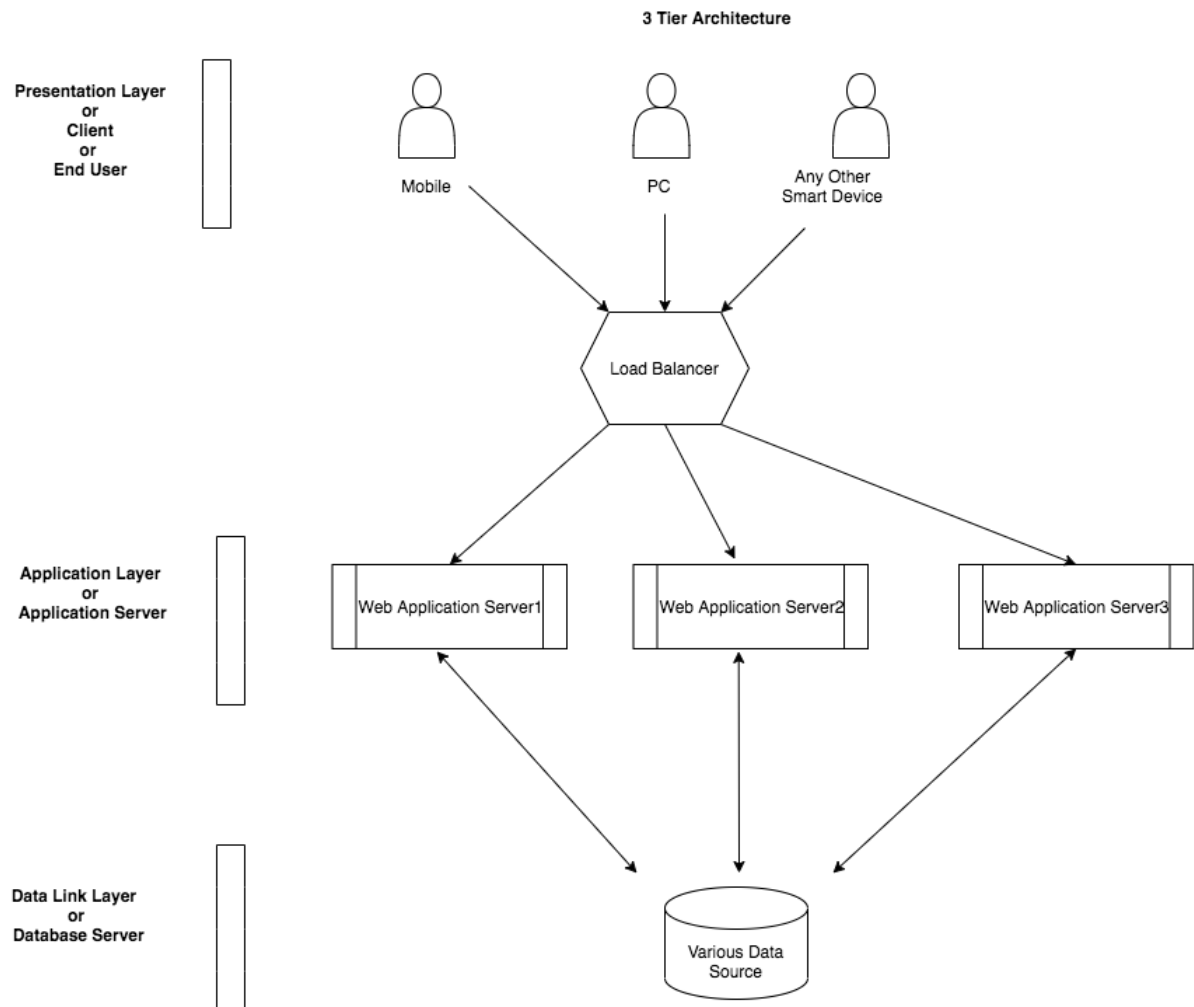 3 Tier Architecture
Presentation Layer
or
Client
or
End User
Mobile
PC
Any Other
Smart Device
Load Balancer
Application Layer
or
Application Server
Web Application Server1
Web Application Server2
Web Application Server3
Data Link Layer
or
Database Server
Various Data
Source